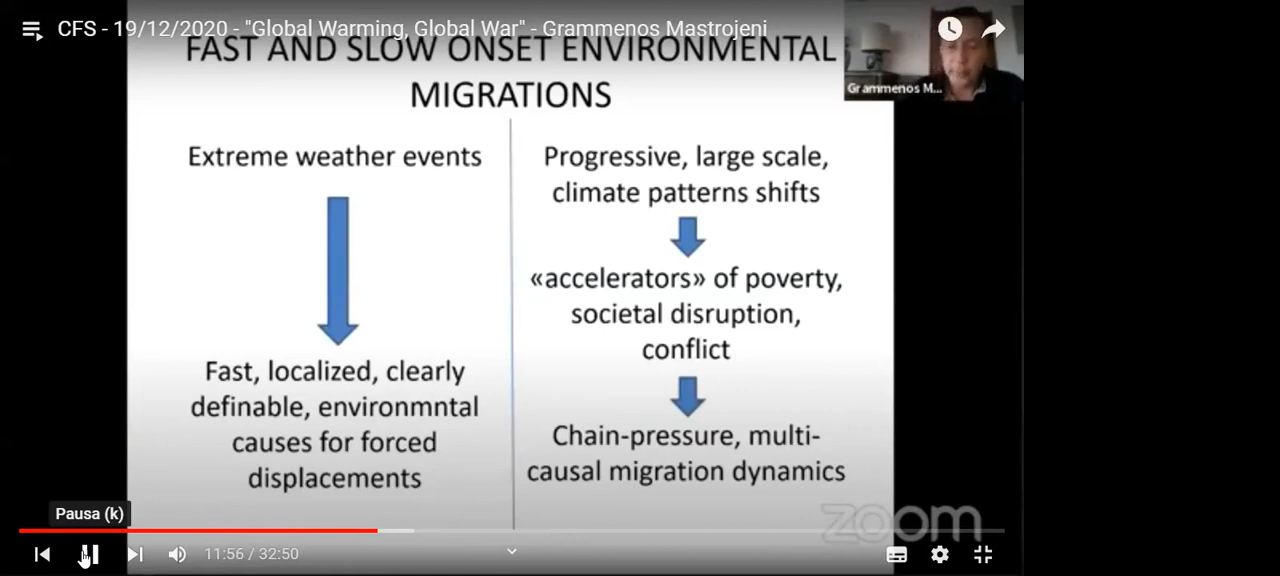 CFS - 19/12/2020 - "Global Warming, Global War" - Grammenos Mastrojeni
FAST AND SLOW ONSET ENVIRONMENTAL
MIGRATIONS
Grammenos M...
Extreme weather events
Fast, localized, clearly
definable, environmntal
causes for forced
displacements
Progressive, large scale,
climate patterns shifts
«accelerators» of poverty,
societal disruption,
conflict
Chain-pressure, multi-
causal migration dynamics
zoom
Pausa (k)
11:56 / 32:50